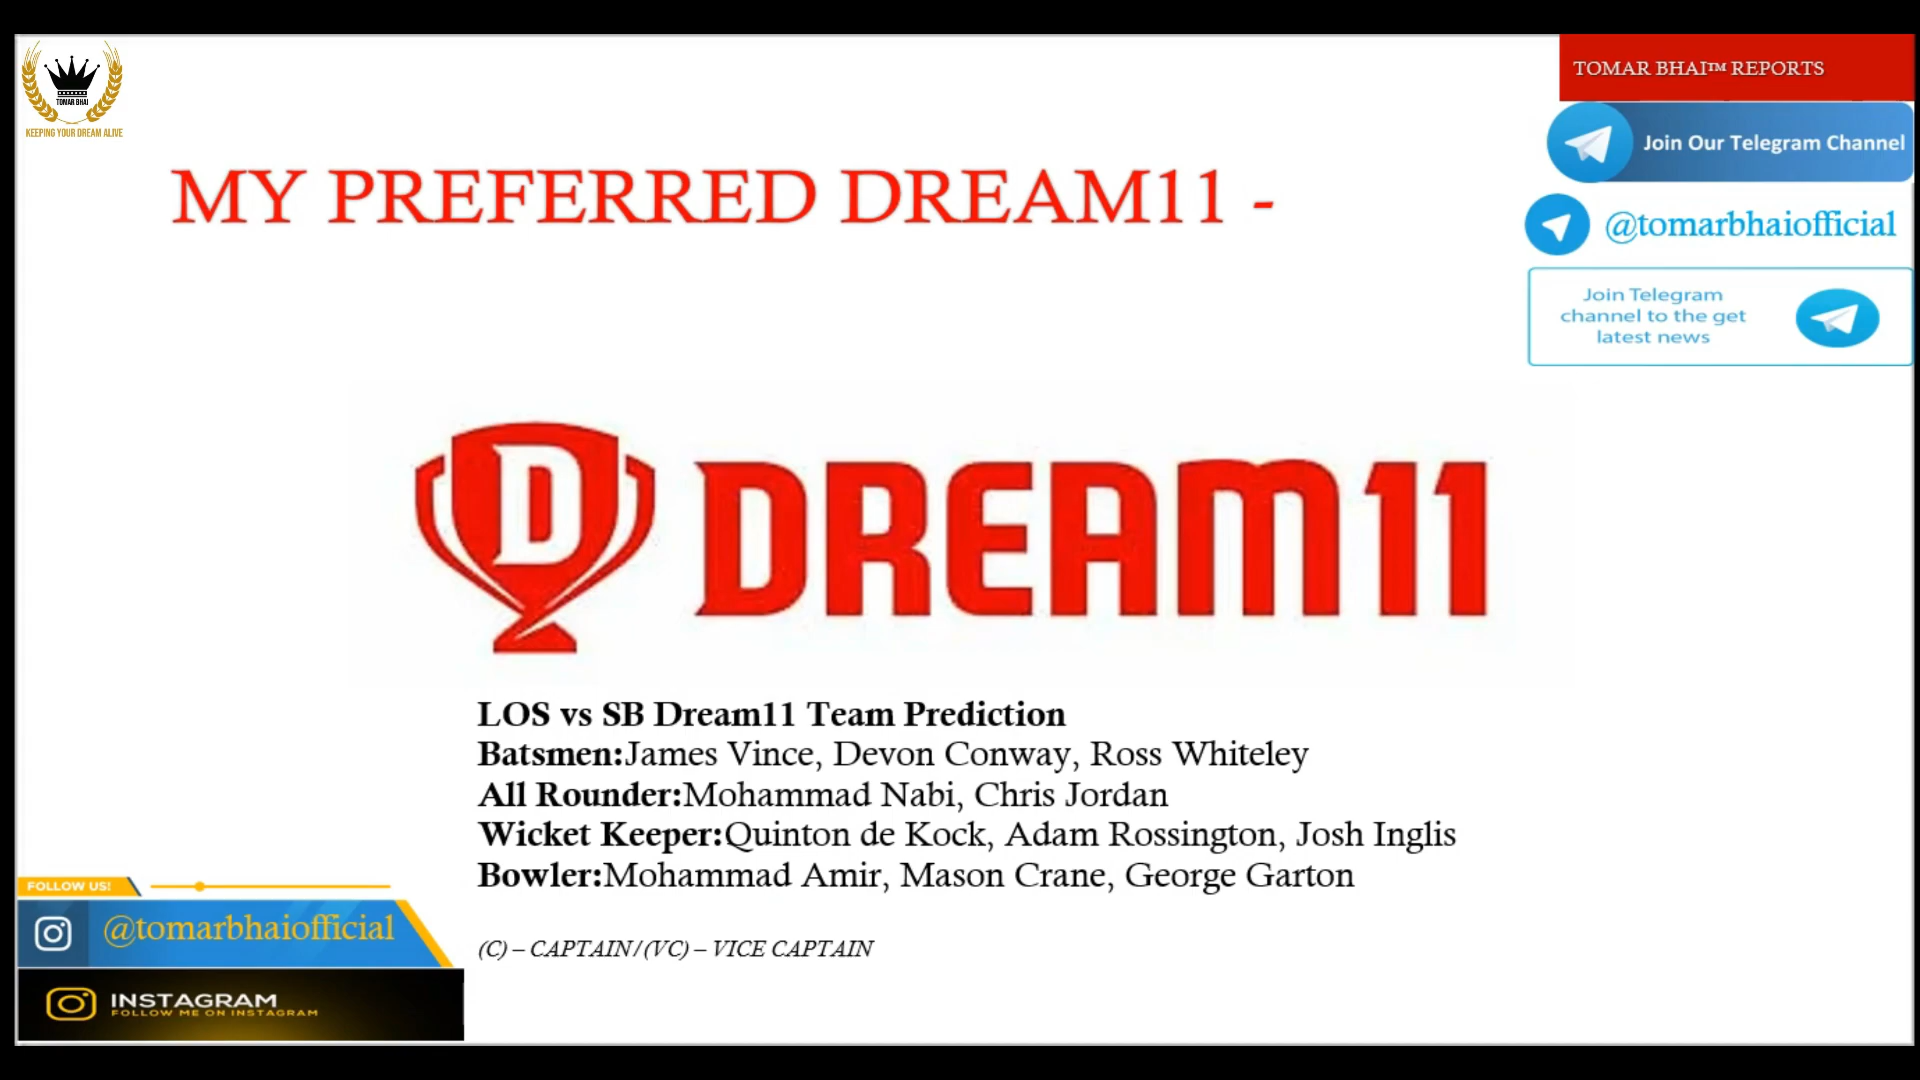 TOMAR BHAI
KEEPING YOUR DREAM ALIVE
TOMAR BHAI™ REPORTS
Join Our Telegram Channel
@tomarbhaiofficial
Join Telegram
channel to the get
latest news
MY PREFERRED DREAM11 -
D DREAM11
LOS vs SB Dream11 Team Prediction
Batsmen:James Vince, Devon Conway, Ross Whiteley
All Rounder:Mohammad Nabi, Chris Jordan
Wicket Keeper:Quinton de Kock, Adam Rossington, Josh Inglis
Bowler:Mohammad Amir, Mason Crane, George Garton
(C) – CAPTAIN/(VC) – VICE CAPTAIN
FOLLOW US!
@tomarbhaiofficial
INSTAGRAM
FOLLOW ME ON INSTAGRAM